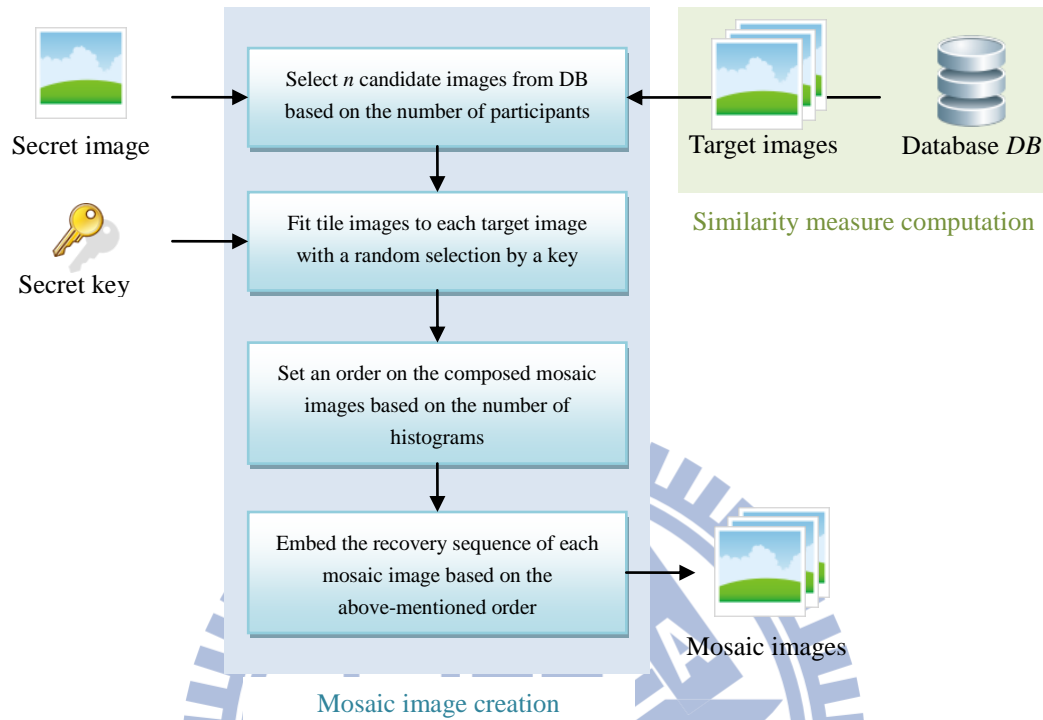 Secret image
Select n candidate images from DB
based on the number of participants
Target images
Database DB
Similarity measure computation
Secret key
Fit tile images to each target image
with a random selection by a key
Set an order on the composed mosaic
images based on the number of
histograms
Embed the recovery sequence of each
mosaic image based on the
above-mentioned order
Mosaic images
Mosaic image creation